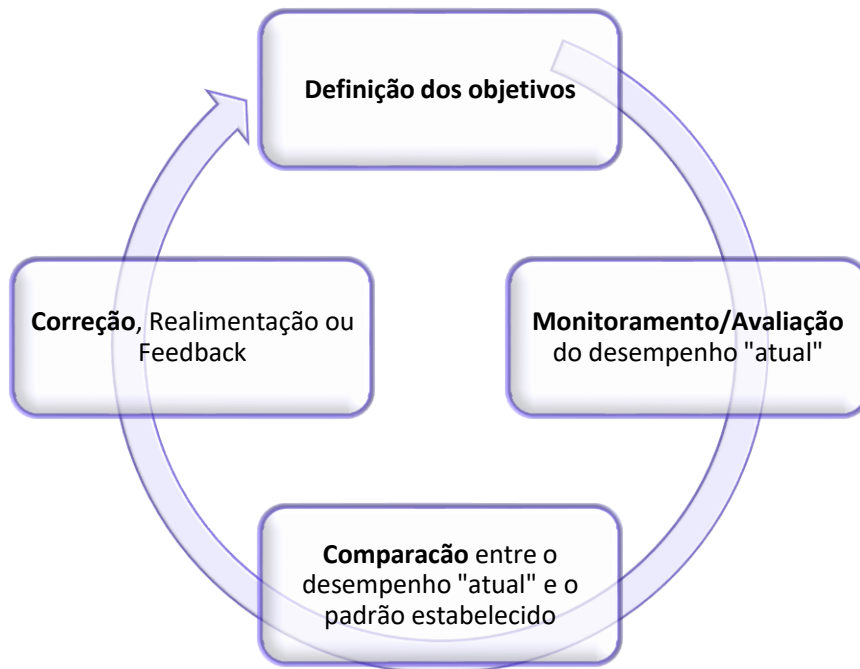 Definição dos objetivos
Monitoramento/Avaliação
do desempenho "atual"
Comparacão entre o
desempenho "atual" e o
padrão estabelecido
Correção, Realimentação ou
Feedback